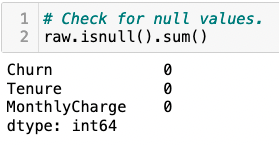 1 # Check for null values.
2 raw.isnull().sum()
Churn 0
Tenure 0
MonthlyCharge 0
dtype: int64